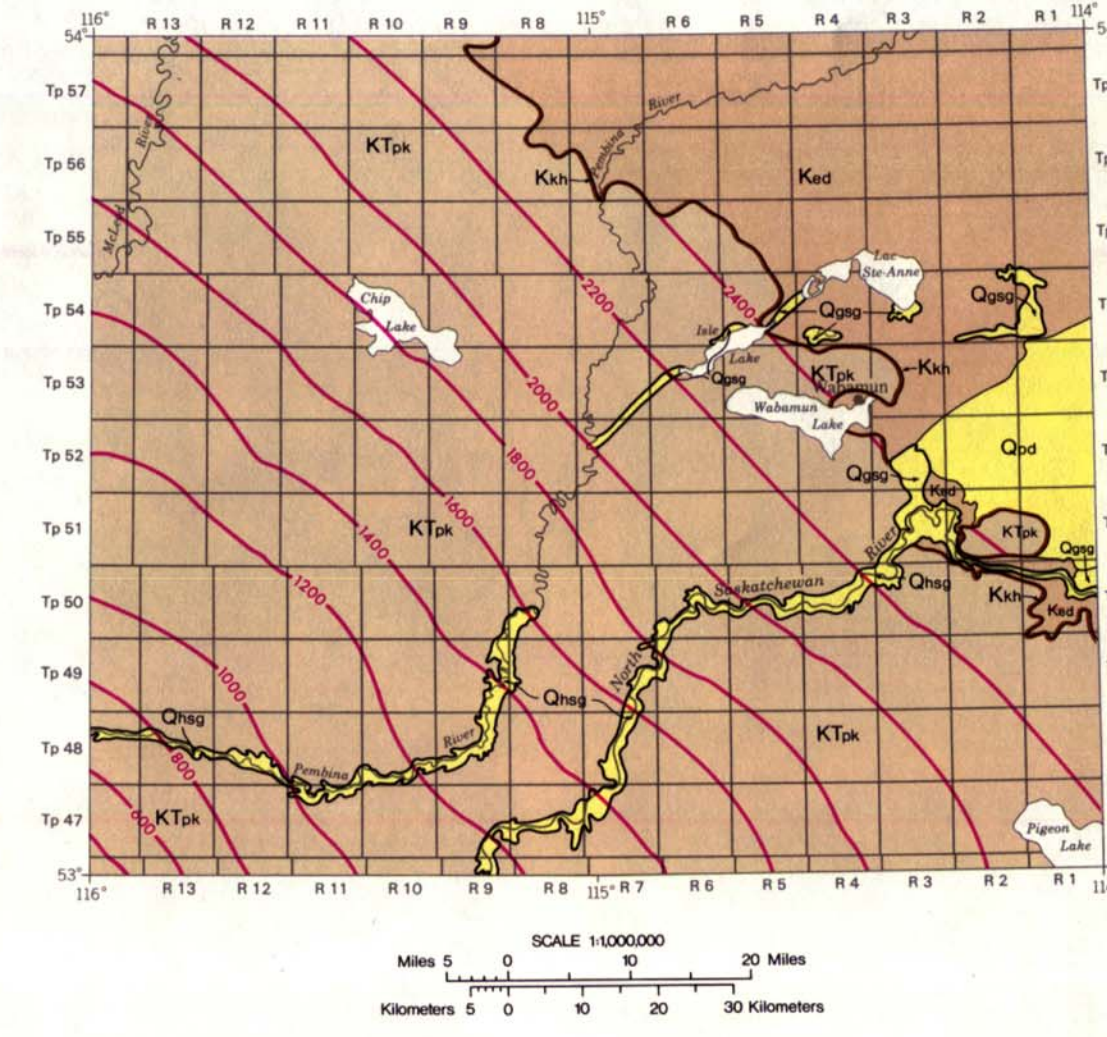 116° R 13 R 12 R 11 R 10 R 9 R 8 115° R 6 R 5 R 4 R 3 R 2 R 1 114°
54°
Tp 57
River
River
Pembina
KTpk
Tp 56
Kkh
Ked
McLeod
Tp 55
Lac
Ste-Anne
2200
2400
Qgsg
Qgsg
Chip
Lake
Tp 54
Isle
Lake
Qgsg
KTpk
Kkh
Tp 53
Wabamun
Wabamun
Lake
2000
Tp 52
1800
Qpd
Qgsg
Ked
1600
Tp 51
1400
KTpk
River
KTpk
Qgsg
1200
Saskatchewan
Qhsg
Kkh
Ked
Tp 50
North
Tp 49
1000
Qhsg
Qhsg
River
KTpk
Tp 48
800
Pembina
KTpk
600
Tp 47
Pigeon
Lake
53°
116° R 13 R 12 R 11 R 10 R 9 R 8 115° R 7 R 6 R 5 R 4 R 3 R 2 R 1
SCALE 1:1,000,000
Miles 5 0 10 20 Miles
Kilometers 5 0 10 20 30 Kilometers